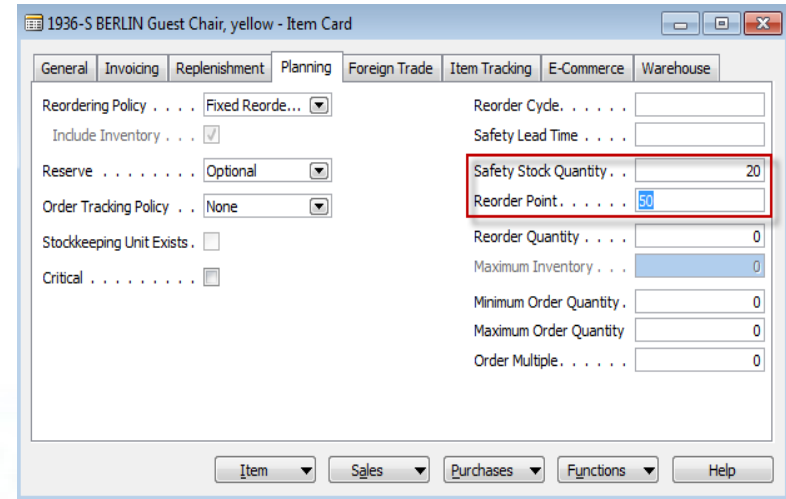 1936-S BERLIN Guest Chair, yellow - Item Card
General Invoicing Replenishment Planning Foreign Trade Item Tracking E-Commerce Warehouse
Reordering Policy . . . . Fixed Reorde...
Include Inventory . . .
Reserve . . . . . . . . Optional
Order Tracking Policy . . None
Stockkeeping Unit Exists .
Critical . . . . . . . . .
Reorder Cycle. . . . . .
Safety Lead Time . . . .
Safety Stock Quantity . . 20
Reorder Point. . . . . . 50
Reorder Quantity . . . . 0
Maximum Inventory . . . 0
Minimum Order Quantity . 0
Maximum Order Quantity 0
Order Multiple. . . . . . 0
Item Sales Purchases Functions Help